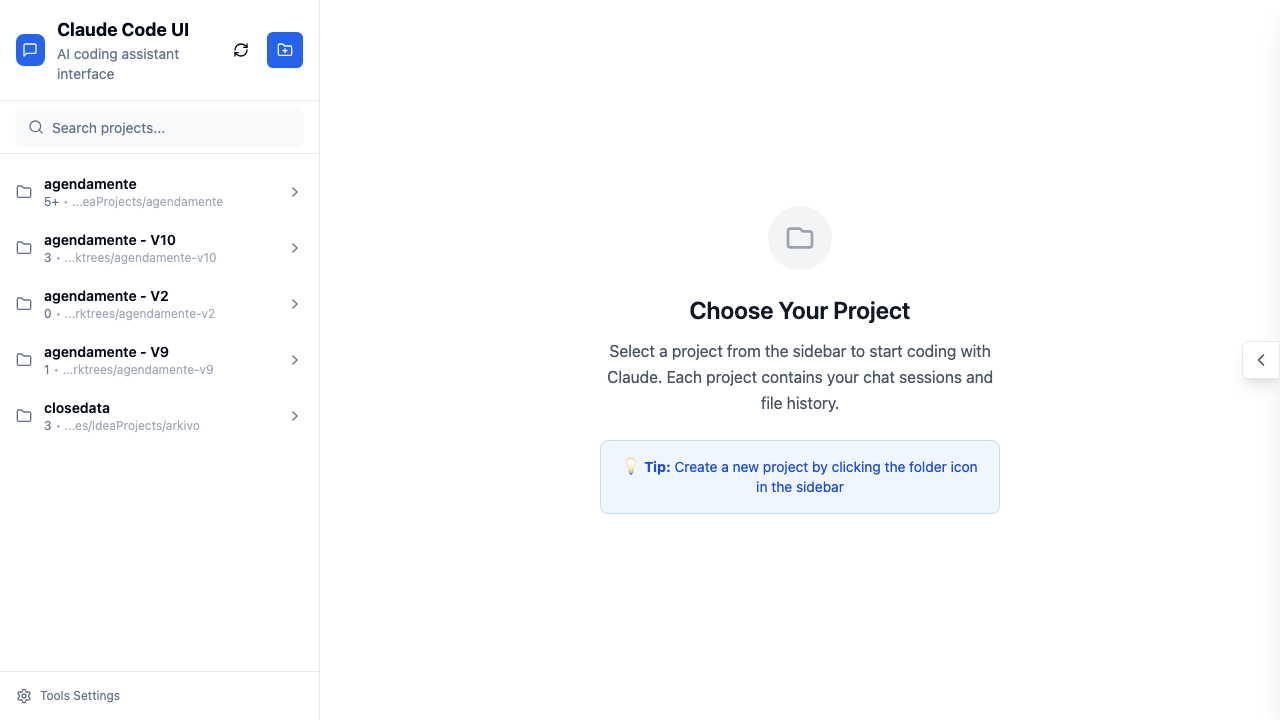 Claude Code UI
AI coding assistant
interface
Search projects...
agendamente
5+ • ...eaProjects/agendamente
agendamente - V10
3 • ...ktrees/agendamente-v10
agendamente - V2
0 • ...rktrees/agendamente-v2
agendamente - V9
1 • ...rktrees/agendamente-v9
closedata
3 • ...es/IdeaProjects/arkivo
Tools Settings
Choose Your Project
Select a project from the sidebar to start coding with
Claude. Each project contains your chat sessions and
file history.
💡 Tip: Create a new project by clicking the folder icon
in the sidebar